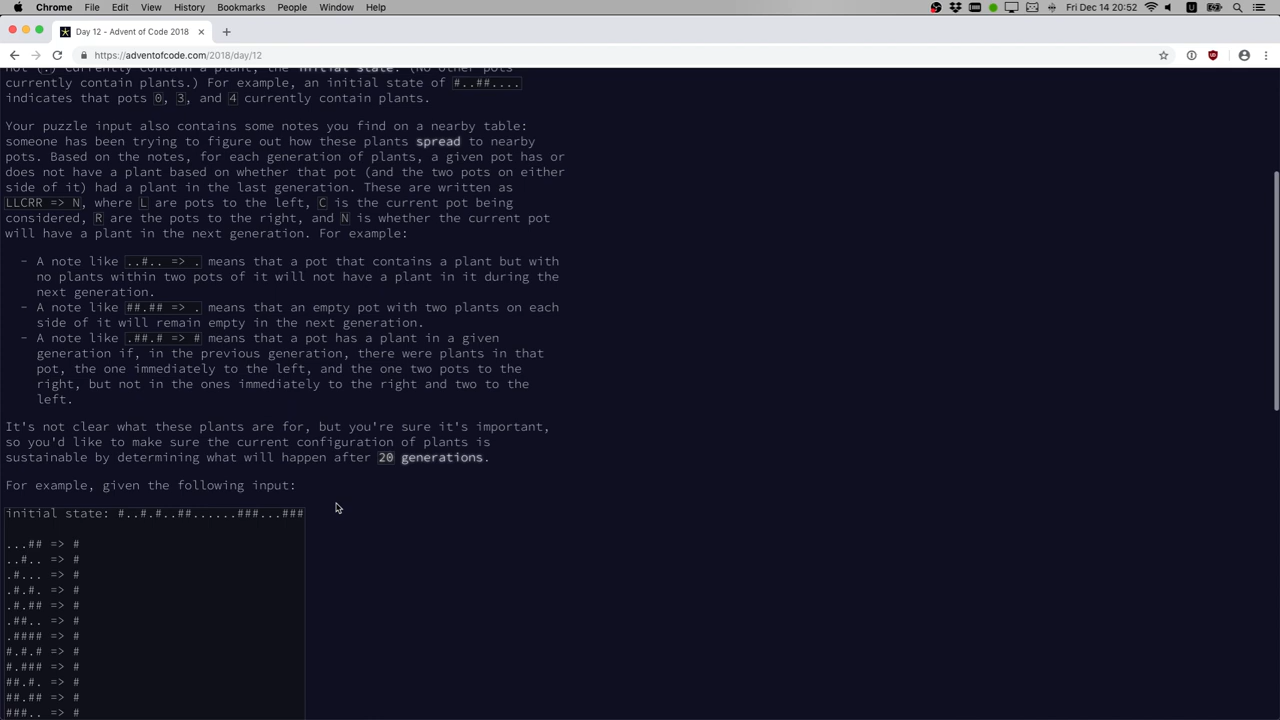 Chrome File Edit View History Bookmarks People Window Help Fri Dec 14 20:52
Day 12 - Advent of Code 2018
https://adventofcode.com/2018/day/12
not (.) currently contain a plant, the initial state. (No other pots
currently contain plants.) For example, an initial state of #..##....
indicates that pots 0, 3, and 4 currently contain plants.
Your puzzle input also contains some notes you find on a nearby table:
someone has been trying to figure out how these plants spread to nearby
pots. Based on the notes, for each generation of plants, a given pot has or
does not have a plant based on whether that pot (and the two pots on either
side of it) had a plant in the last generation. These are written as
LLCRR => N, where L are pots to the left, C is the current pot being
considered, R are the pots to the right, and N is whether the current pot
will have a plant in the next generation. For example:
- A note like ..#.. => . means that a pot that contains a plant but with
no plants within two pots of it will not have a plant in it during the
next generation.
- A note like ##.## => . means that an empty pot with two plants on each
side of it will remain empty in the next generation.
- A note like .##.# => # means that a pot has a plant in a given
generation if, in the previous generation, there were plants in that
pot, the one immediately to the left, and the one two pots to the
right, but not in the ones immediately to the right and two to the
left.
It's not clear what these plants are for, but you're sure it's important,
so you'd like to make sure the current configuration of plants is
sustainable by determining what will happen after 20 generations.
For example, given the following input:
initial state: #..#.#..##......###...###
...## => #
..#.. => #
.#... => #
.#.#. => #
.#.## => #
.##.. => #
.#### => #
#.#.# => #
#.### => #
##.#. => #
##.## => #
###.. => #